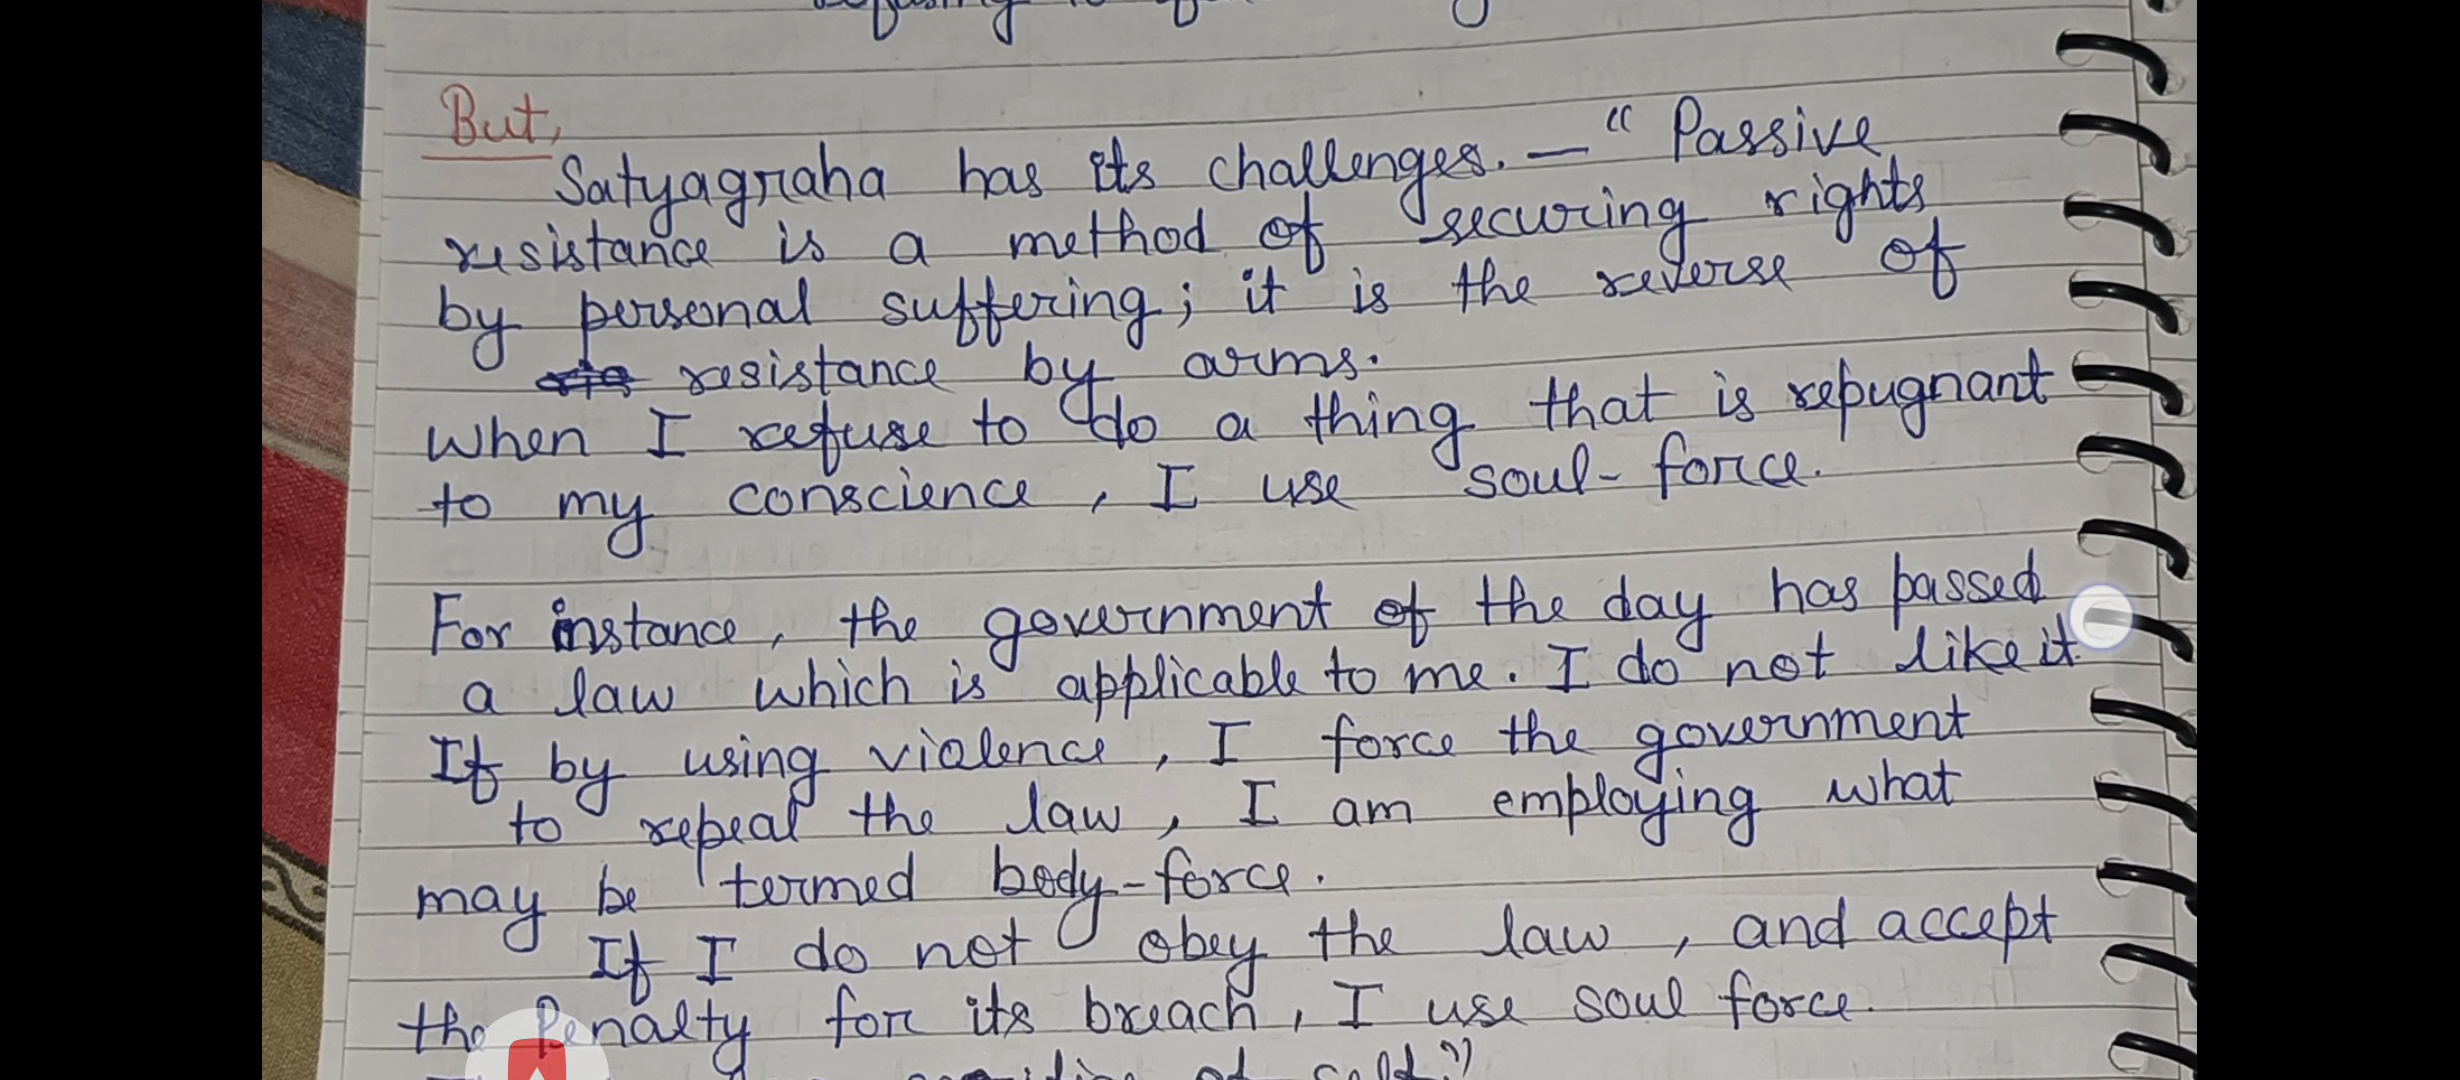 But,
Satyagraha has its challenges. — " Passive
resistance is a method of securing rights
by personal suffering; it is the reverse of
resistance by arms.
When I refuse to do a thing that is repugnant
to my conscience, I use soul-force.
For instance, the government of the day has passed
a law which is applicable to me. I do not like it.
If by using violence, I force the government
to repeal the law, I am employing what
may be termed body-force.
If I do not obey the law, and accept
the Penalty for its breach, I use soul force.
of self."